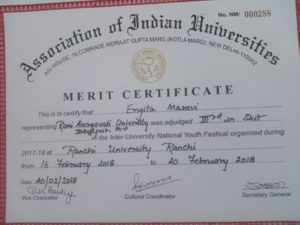 No. NM/ 000288
Association of Indian Universities
AIU HOUSE, 16, COMRADE INDRAJIT GUPTA MARG (KOTLA MARG), NEW DELHI-110002
MERIT CERTIFICATE
This is to certify that Engita Maravi
representing Rani Durgavati University was adjudged IIIrd in Skit
Jabalpur M.P
in the Inter-University National Youth Festival organised during
2017-18 at Ranchi University Ranchi
from 16 February 2018 to 20 February 2018
Date: 20/02/2018
Vice Chancellor
Cultural Coordinator
Secretary General